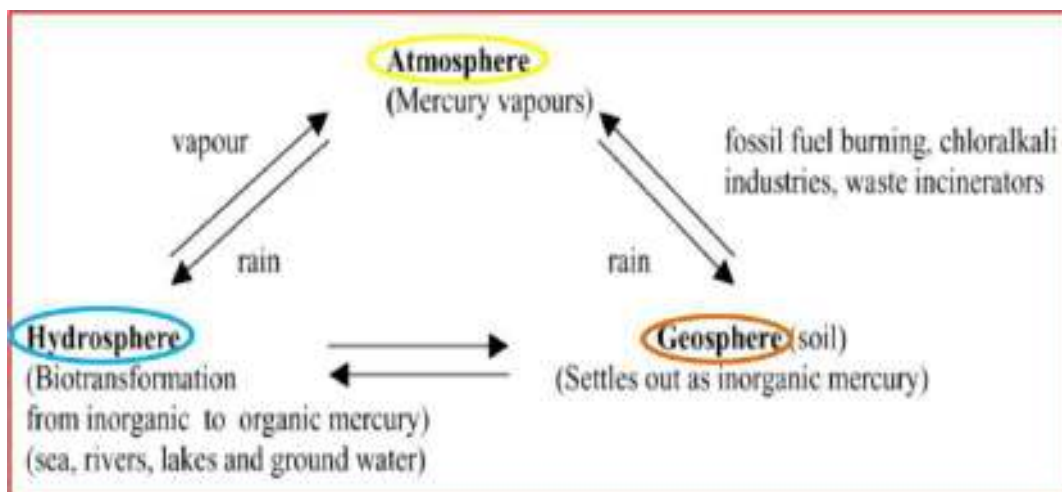 Atmosphere
(Mercury vapours)
vapour
fossil fuel burning, chloralkali
industries, waste incinerators
rain
rain
Hydrosphere
(Biotransformation
from inorganic to organic mercury)
(sea, rivers, lakes and ground water)
Geosphere (soil)
(Settles out as inorganic mercury)